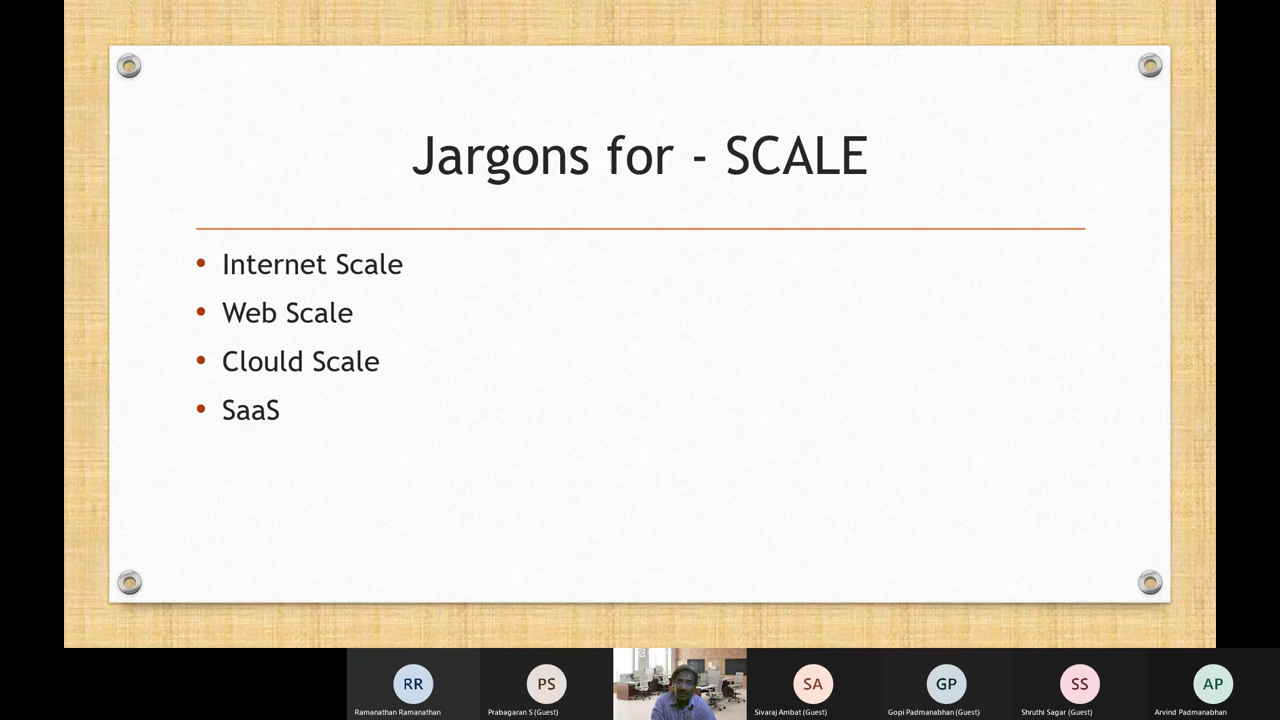 Jargons for - SCALE
• Internet Scale
• Web Scale
• Clould Scale
• SaaS
RR
PS
SA
GP
SS
AP
Ramanathan Ramanathan
Prabagaran S (Guest)
Sivaraj Ambat (Guest)
Gopi Padmanabhan (Guest)
Shruthi Sagar (Guest)
Arvind Padmanabhan